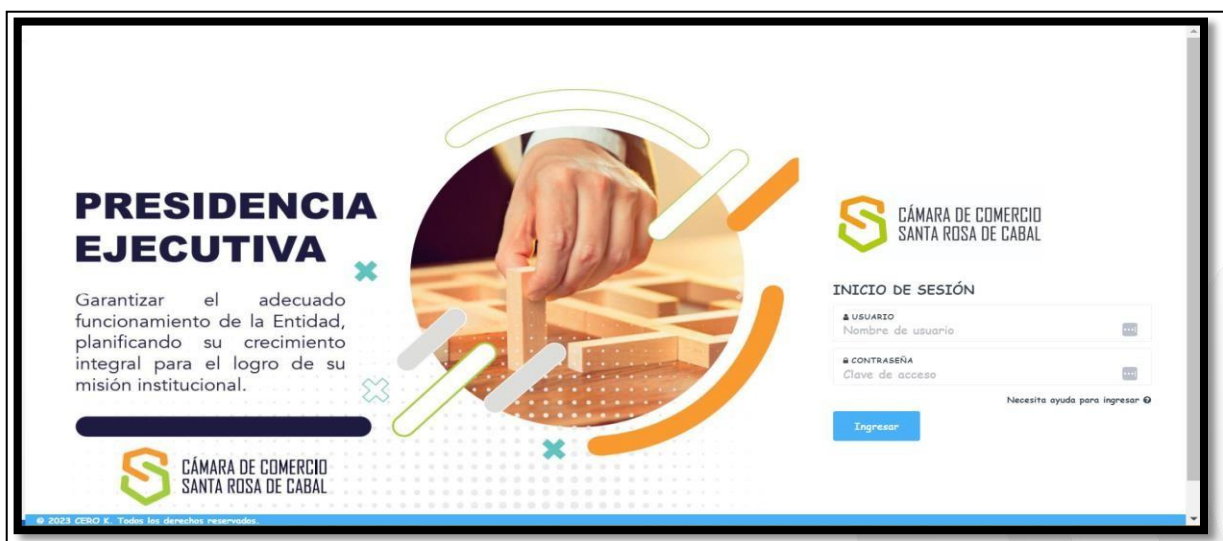 PRESIDENCIA
EJECUTIVA
Garantizar el adecuado
funcionamiento de la Entidad,
planificando su crecimiento
integral para el logro de su
misión institucional.
CÁMARA DE COMERCIO
SANTA ROSA DE CABAL
CÁMARA DE COMERCIO
SANTA ROSA DE CABAL
INICIO DE SESIÓN
USUARIO
Nombre de usuario
CONTRASEÑA
Clave de acceso
Necesita ayuda para ingresar
Ingresar
© 2023 CERO K. Todos los derechos reservados.